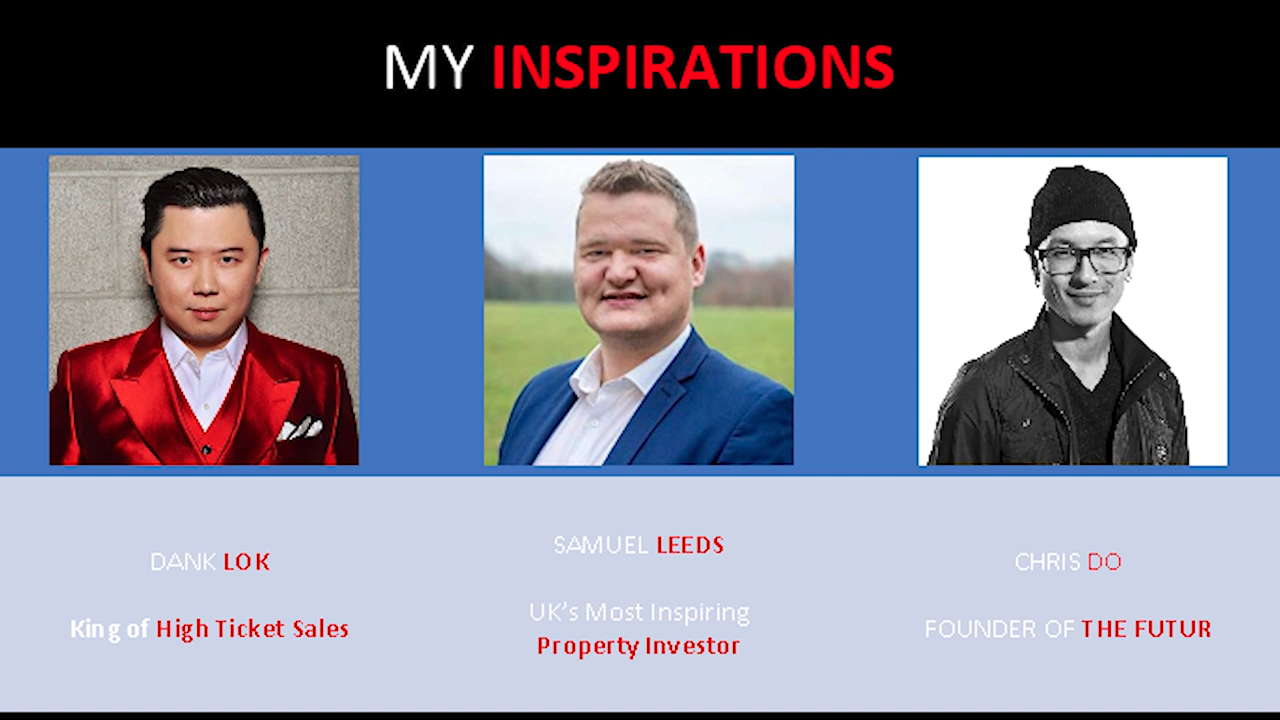 MY INSPIRATIONS
DANK LOK
King of High Ticket Sales
SAMUEL LEEDS
UK's Most Inspiring
Property Investor
CHRIS DO
FOUNDER OF THE FUTUR